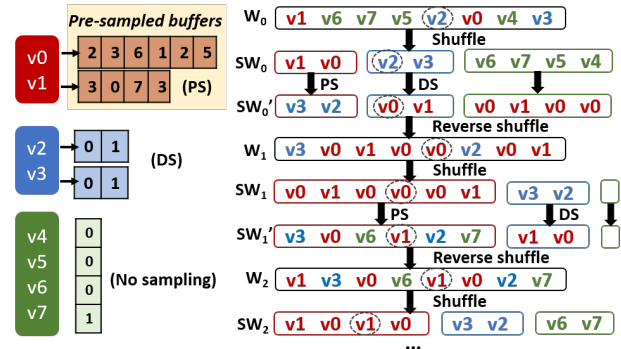 Pre-sampled buffers
v0
v1
2 3 6 1 2 5
3 0 7 3
(PS)
v2
v3
0 1
0 1
(DS)
v4
v5
v6
v7
0
0
0
1
(No sampling)
W0 v1 v6 v7 v5 v2 v0 v4 v3
Shuffle
SW0 v1 v0 v2 v3 v6 v7 v5 v4
PS DS
SW0' v3 v2 v0 v1 v0 v1 v0 v0
Reverse shuffle
W1 v3 v0 v1 v0 v0 v2 v0 v1
Shuffle
SW1 v0 v1 v0 v0 v0 v1 v3 v2
PS DS
SW1' v3 v0 v6 v1 v2 v7 v1 v0
Reverse shuffle
W2 v1 v3 v0 v6 v1 v0 v2 v7
Shuffle
SW2 v1 v0 v1 v0 v3 v2 v6 v7
...